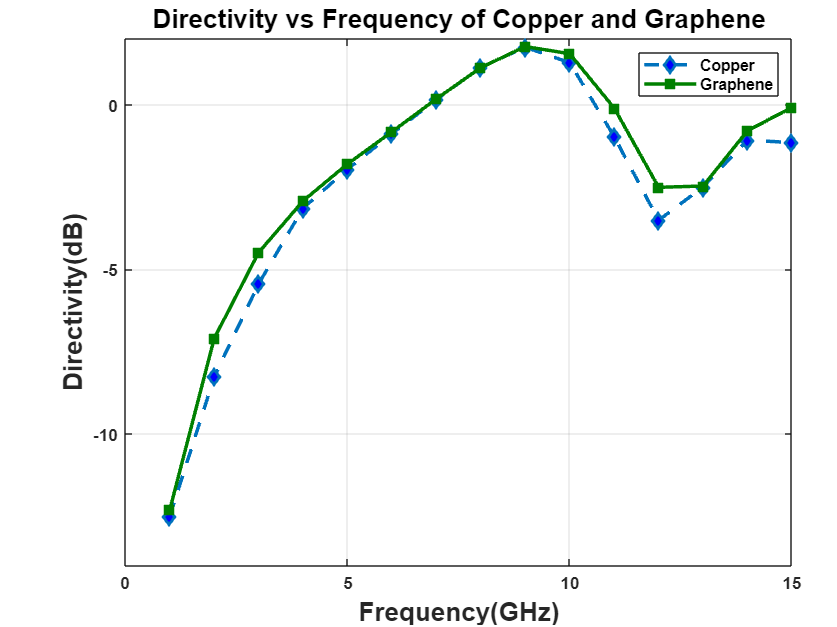 Directivity vs Frequency of Copper and Graphene
Copper
Graphene
0
-5
-10
Directivity(dB)
0
5
10
15
Frequency(GHz)